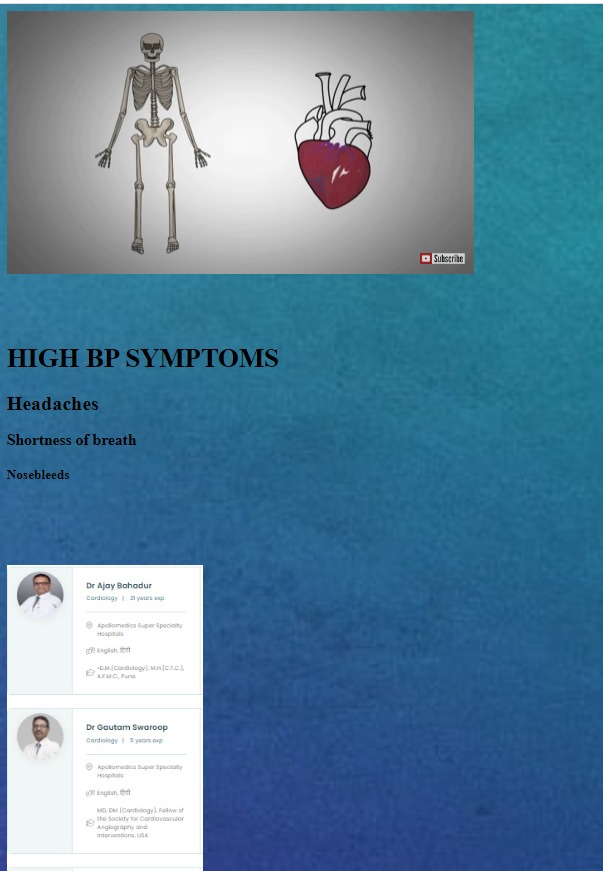 Subscribe
HIGH BP SYMPTOMS
Headaches
Shortness of breath
Nosebleeds
Dr Ajay Bahadur
Cardiology | 31 years exp
Apollomedics Super Speciality
Hospitals
English, हिंदी
-D.M.(Cardiology), M.H.(C.T.C.),
A.F.M.C., Pune
Dr Gautam Swaroop
Cardiology | 11 years exp
Apollomedics Super Speciality
Hospitals
English, हिंदी
MD, DM (Cardiology), Fellow of
the Society for Cardiovascular
Angiography and
Interventions, USA